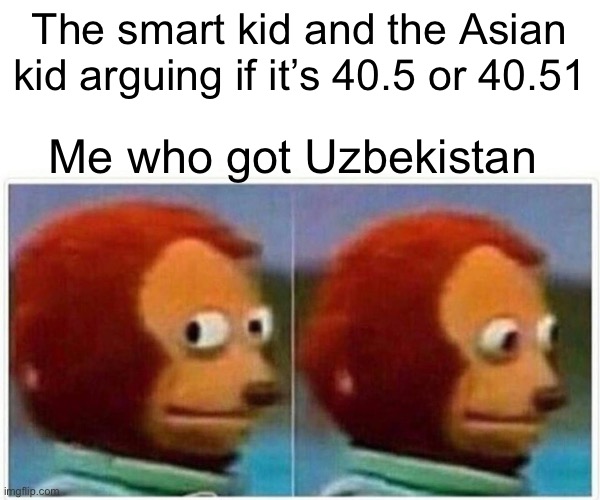 The smart kid and the Asian
kid arguing if it’s 40.5 or 40.51
Me who got Uzbekistan
imgflip.com